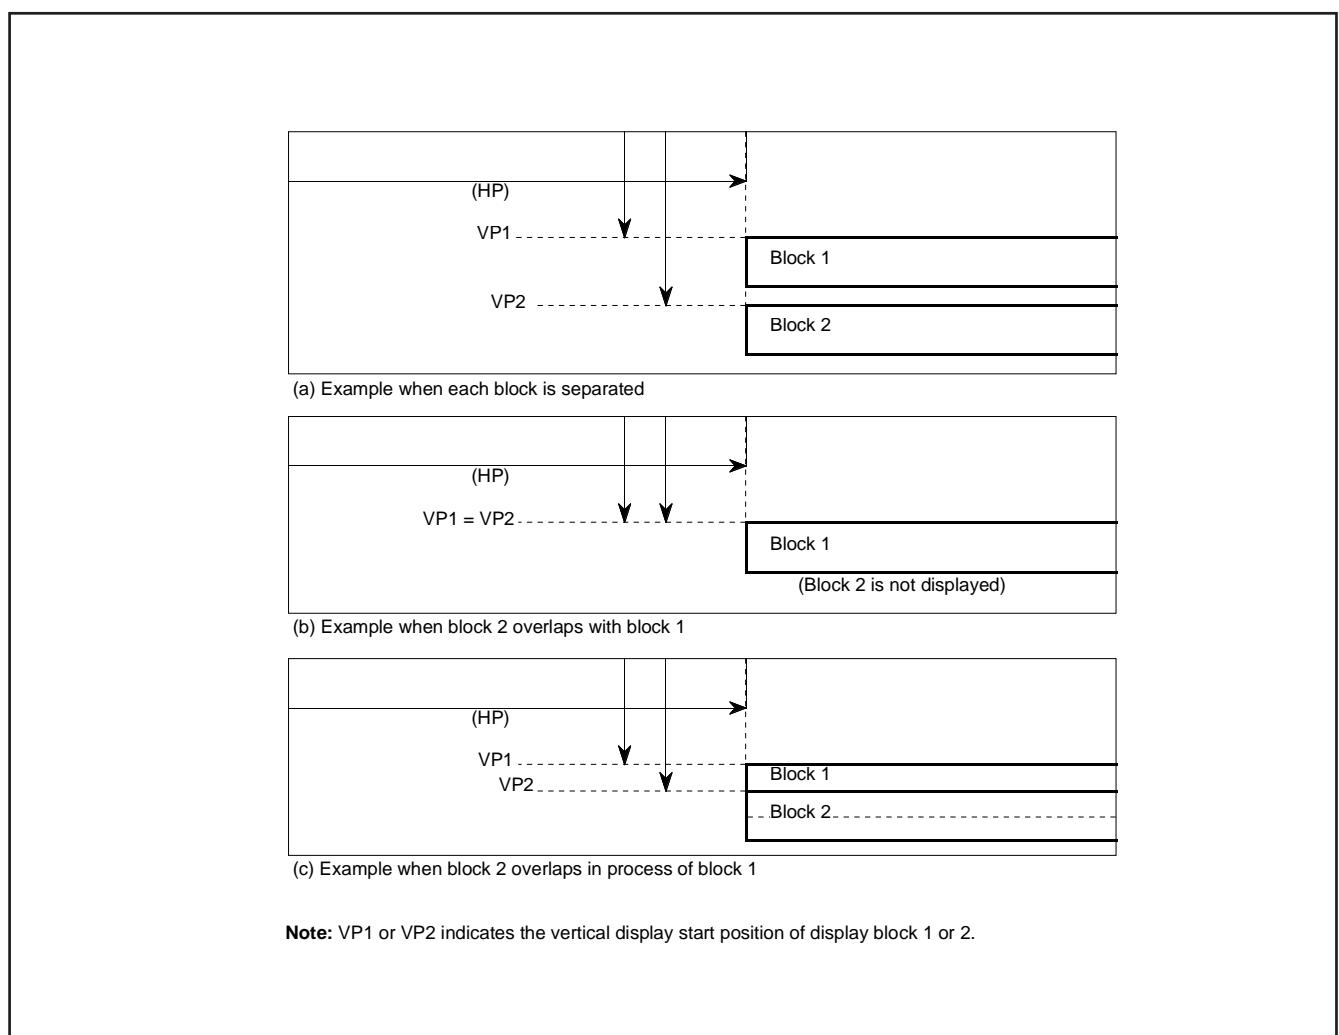 (HP)
VP1
Block 1
VP2
Block 2
(a) Example when each block is separated
(HP)
VP1 = VP2
Block 1
(Block 2 is not displayed)
(b) Example when block 2 overlaps with block 1
(HP)
VP1
Block 1
VP2
Block 2
(c) Example when block 2 overlaps in process of block 1
Note: VP1 or VP2 indicates the vertical display start position of display block 1 or 2.